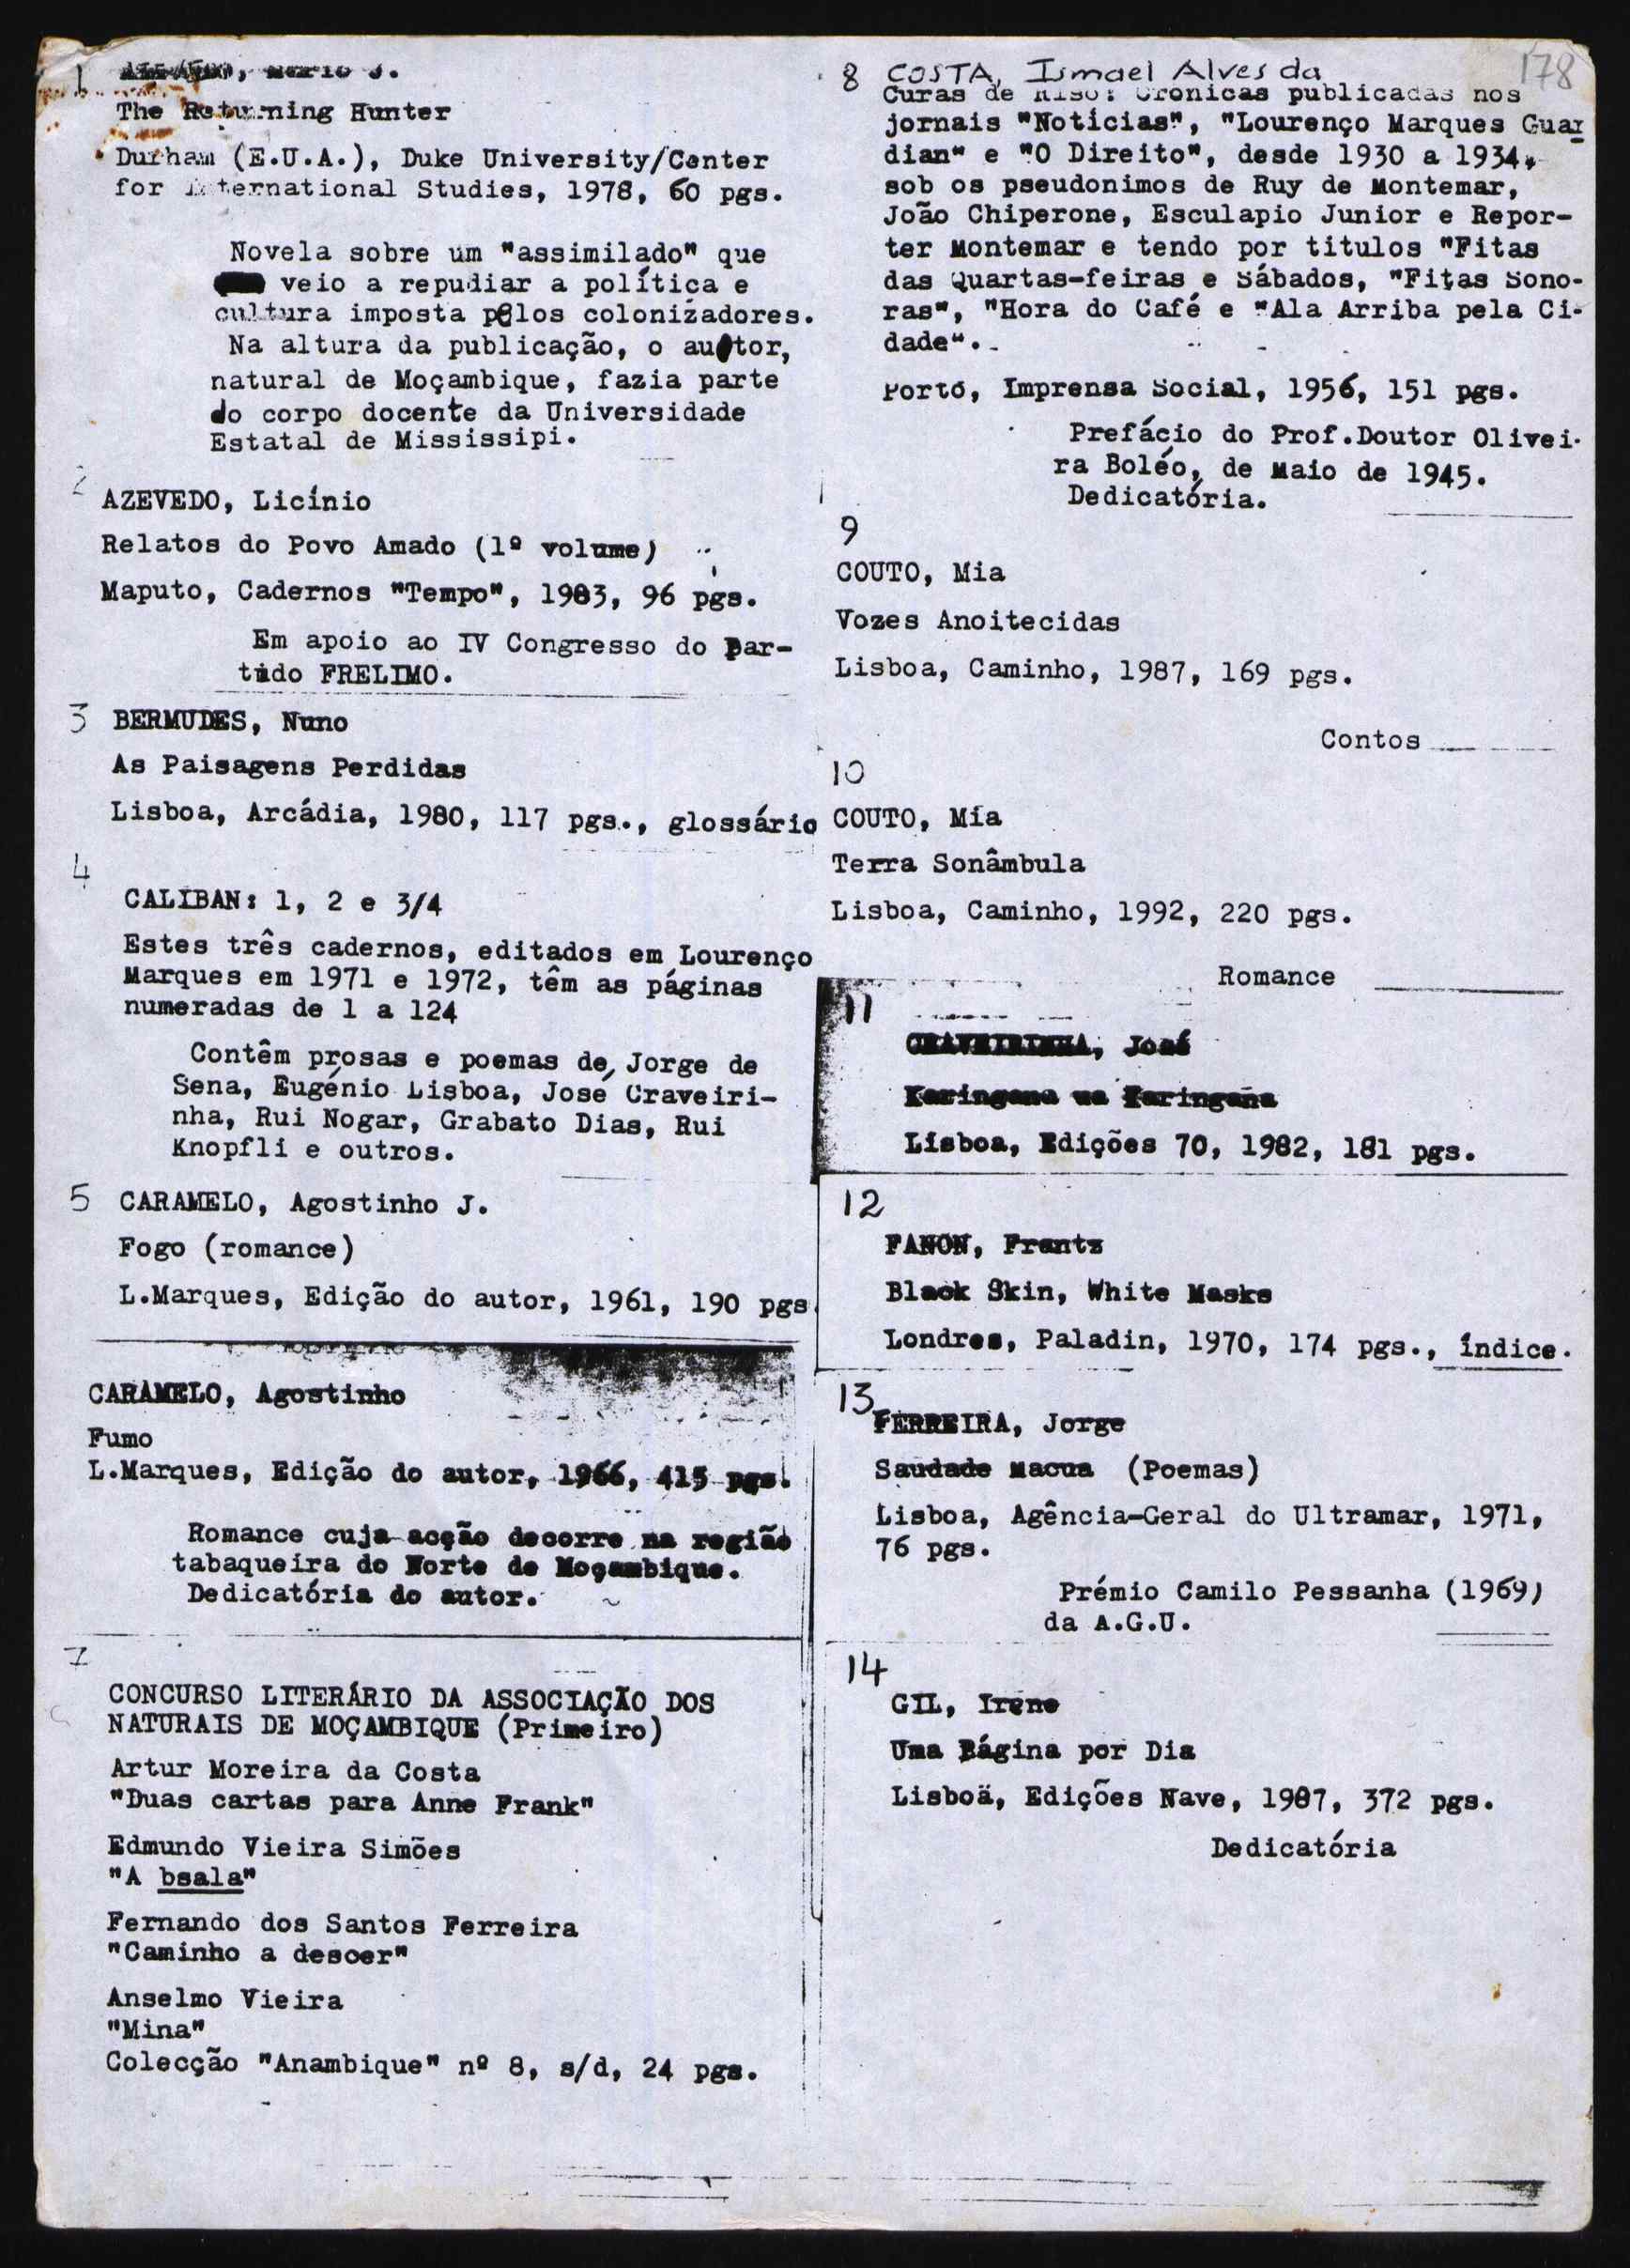 1
J.
The Returning Hunter
Durham (E.U.A.), Duke University/Center
for International Studies, 1978, 60 pgs.
Novela sobre um "assimilado" que
veio a repudiar a política e
cultura imposta pelos colonizadores.
Na altura da publicação, o autor,
natural de Moçambique, fazia parte
do corpo docente da Universidade
Estatal de Mississipi.
2
AZEVEDO, Licínio
Relatos do Povo Amado (1º volume)
Maputo, Cadernos "Tempo", 1983, 96 pgs.
Em apoio ao IV Congresso do Par-
tido FRELIMO.
3 BERMUDES, Nuno
As Paisagens Perdidas
Lisboa, Arcádia, 1980, 117 pgs., glossário
4
CALIBAN: 1, 2 e 3/4
Estes três cadernos, editados em Lourenço
Marques em 1971 e 1972, têm as páginas
numeradas de 1 a 124
Contêm prosas e poemas de Jorge de
Sena, Eugénio Lisboa, José Craveiri-
nha, Rui Nogar, Grabato Dias, Rui
Knopfli e outros.
5 CARAMELO, Agostinho J.
Fogo (romance)
L.Marques, Edição do autor, 1961, 190 pgs.
CARAMELO, Agostinho
Fumo
L.Marques, Edição do autor, 1966, 415 pgs.
Romance cuja acção decorre na região
tabaqueira do Norte de Moçambique.
Dedicatória do autor.
7
CONCURSO LITERÁRIO DA ASSOCIAÇÃO DOS
NATURAIS DE MOÇAMBIQUE (Primeiro)
Artur Moreira da Costa
"Duas cartas para Anne Frank"
Edmundo Vieira Simões
"A bsala"
Fernando dos Santos Ferreira
"Caminho a descer"
Anselmo Vieira
"Mina"
Colecção "Anambique" nº 8, s/d, 24 pgs.
178
8 COSTA, Ismael Alves da
Curas de Riso: Crónicas publicadas nos
jornais "Notícias", "Lourenço Marques Guar
dian" e "O Direito", desde 1930 a 1934,
sob os pseudonimos de Ruy de Montemar,
João Chiperone, Esculapio Junior e Repor-
ter Montemar e tendo por titulos "Fitas
das Quartas-feiras e Sábados, "Fitas Sono-
ras", "Hora do Café e "Ala Arriba pela Ci-
dade".
Porto, Imprensa Social, 1956, 151 pgs.
Prefácio do Prof.Doutor Olivei-
ra Boléo, de Maio de 1945.
Dedicatória.
9
COUTO, Mia
Vozes Anoitecidas
Lisboa, Caminho, 1987, 169 pgs.
Contos
10
COUTO, Mia
Terra Sonâmbula
Lisboa, Caminho, 1992, 220 pgs.
Romance
11
CRAVEIRINHA, José
Karingana ua Karingana
Lisboa, Edições 70, 1982, 181 pgs.
12
FANON, Frantz
Black Skin, White Masks
Londres, Paladin, 1970, 174 pgs., índice.
13
FERREIRA, Jorge
Saudade Macua (Poemas)
Lisboa, Agência-Geral do Ultramar, 1971,
76 pgs.
Prémio Camilo Pessanha (1969)
da A.G.U.
14
GIL, Irene
Uma Página por Dia
Lisboa, Edições Nave, 1987, 372 pgs.
Dedicatória